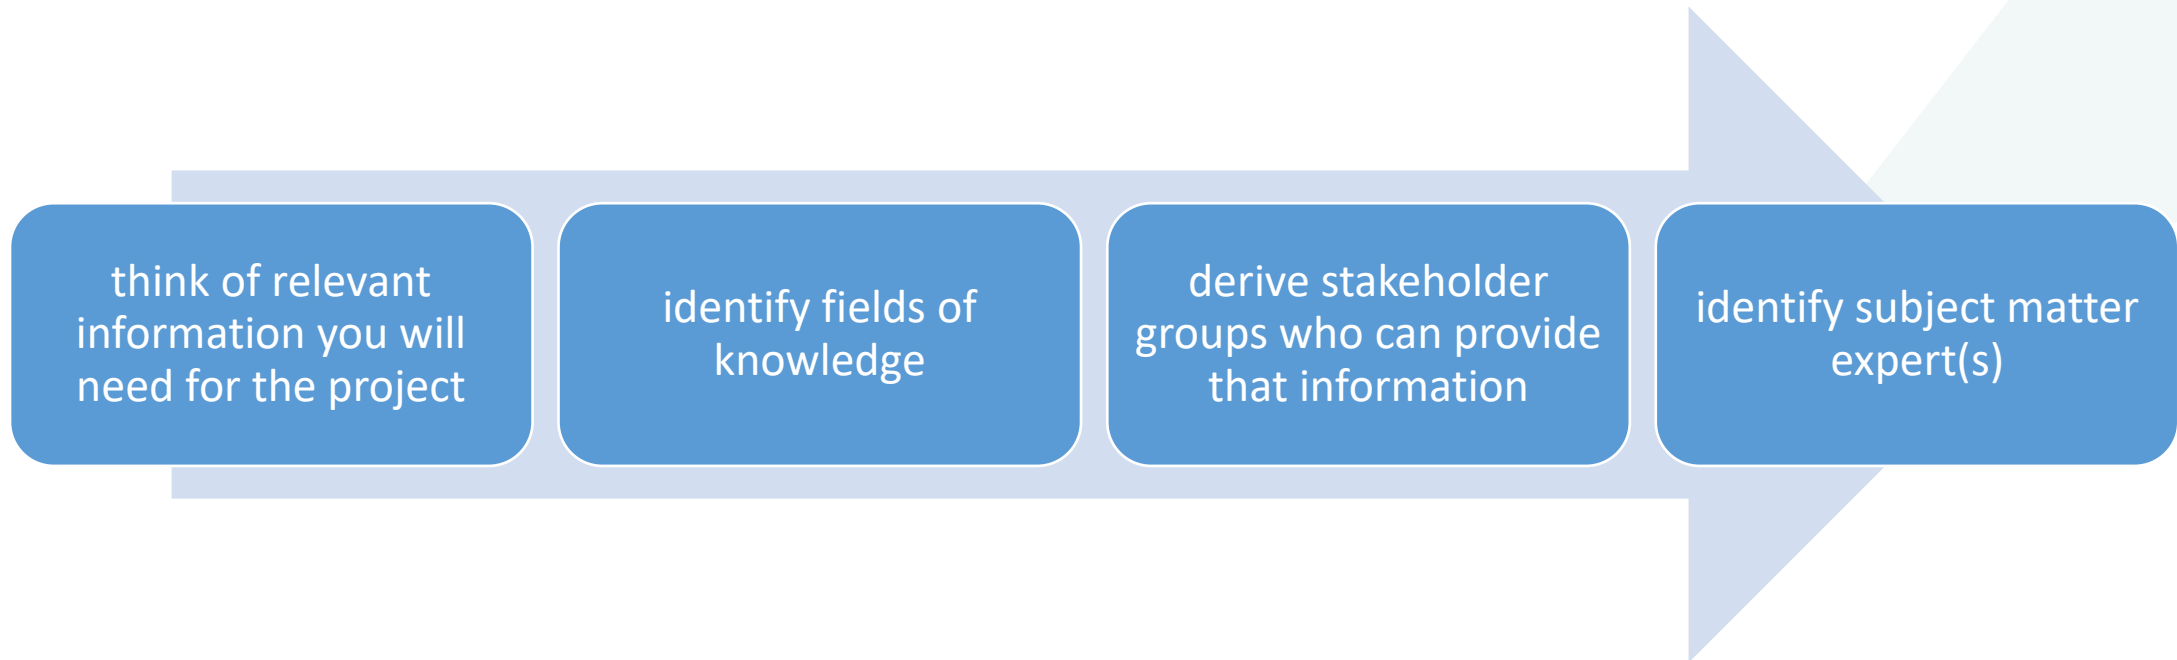 think of relevant
information you will
need for the project
identify fields of
knowledge
derive stakeholder
groups who can provide
that information
identify subject matter
expert(s)